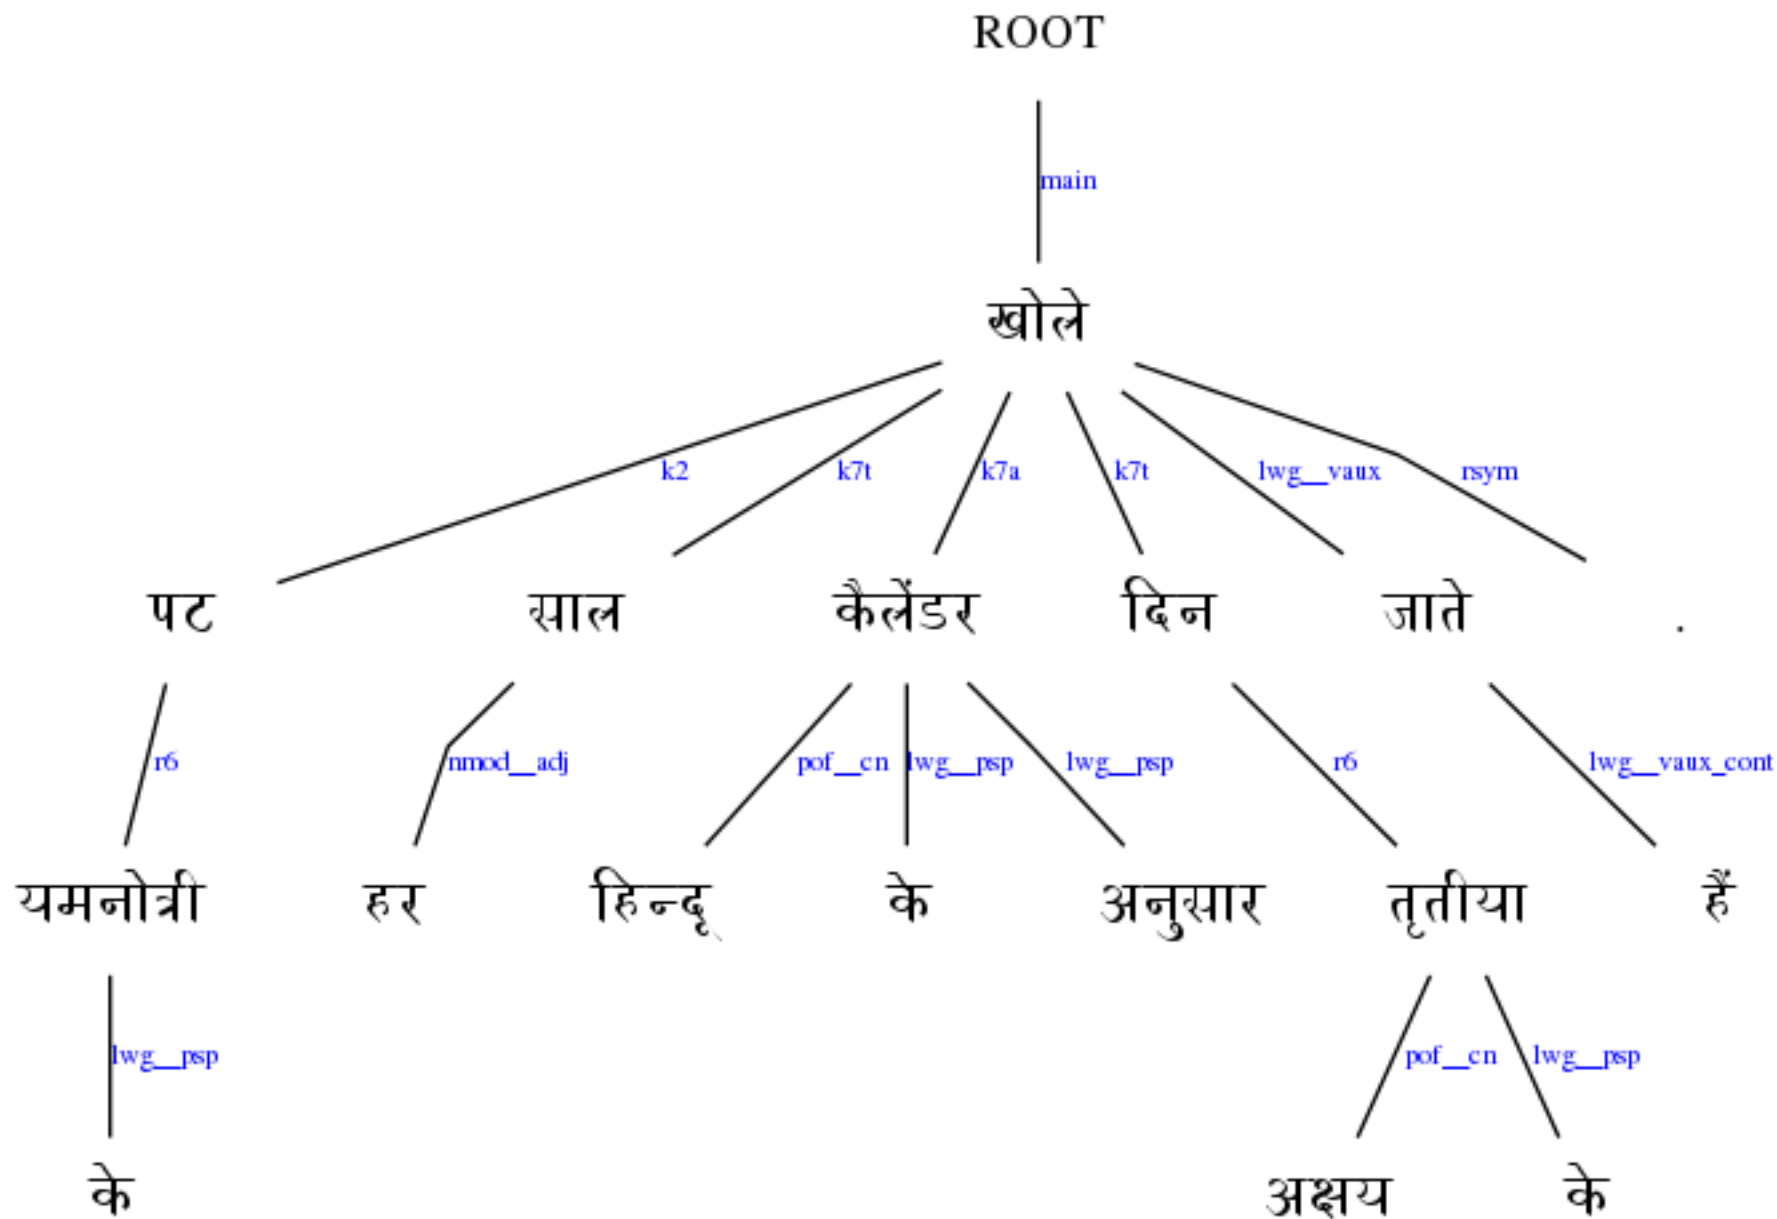 ROOT
main
खोले
k2 k7t k7a k7t lwg__vaux rsym
पट साल कैलेंडर दिन जाते .
r6 nmod__adj pof__cn lwg__psp lwg__psp r6 lwg__vaux_cont
यमनोत्री हर हिन्दू के अनुसार तृतीया हैं
lwg__psp pof__cn lwg__psp
के अक्षय के